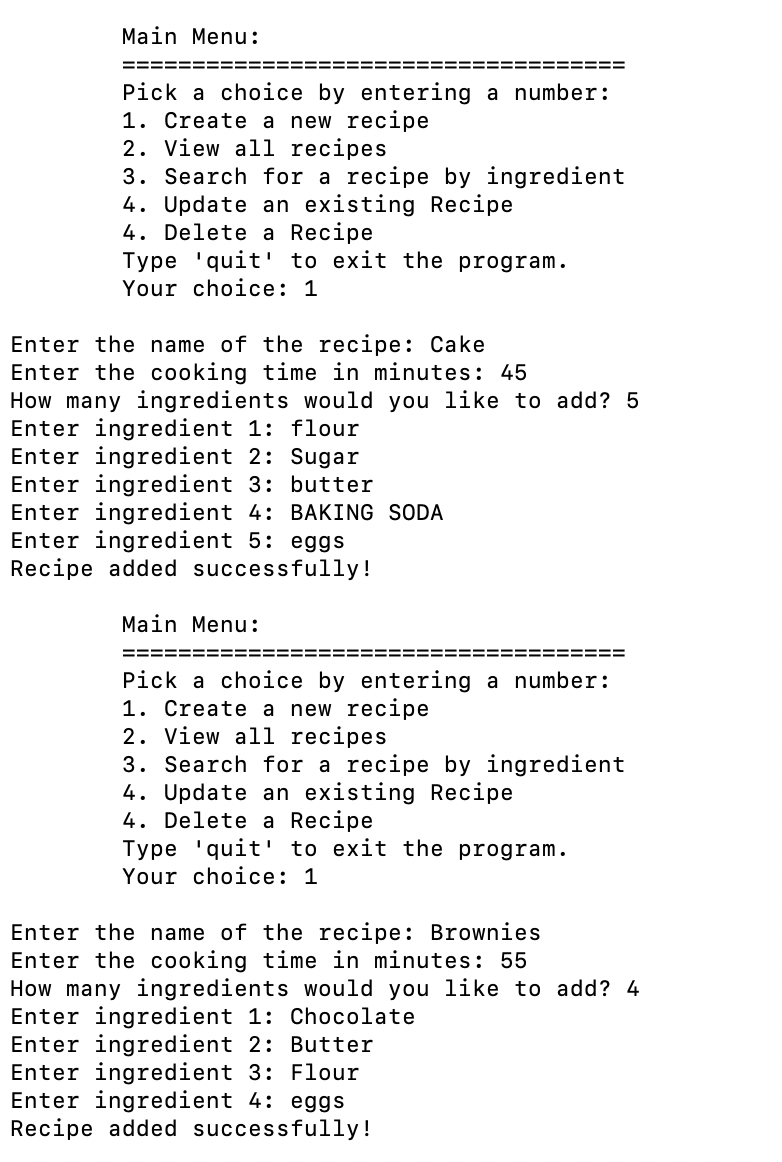 Main Menu:
====================================
Pick a choice by entering a number:
1. Create a new recipe
2. View all recipes
3. Search for a recipe by ingredient
4. Update an existing Recipe
4. Delete a Recipe
Type 'quit' to exit the program.
Your choice: 1
Enter the name of the recipe: Cake
Enter the cooking time in minutes: 45
How many ingredients would you like to add? 5
Enter ingredient 1: flour
Enter ingredient 2: Sugar
Enter ingredient 3: butter
Enter ingredient 4: BAKING SODA
Enter ingredient 5: eggs
Recipe added successfully!
Main Menu:
====================================
Pick a choice by entering a number:
1. Create a new recipe
2. View all recipes
3. Search for a recipe by ingredient
4. Update an existing Recipe
4. Delete a Recipe
Type 'quit' to exit the program.
Your choice: 1
Enter the name of the recipe: Brownies
Enter the cooking time in minutes: 55
How many ingredients would you like to add? 4
Enter ingredient 1: Chocolate
Enter ingredient 2: Butter
Enter ingredient 3: Flour
Enter ingredient 4: eggs
Recipe added successfully!